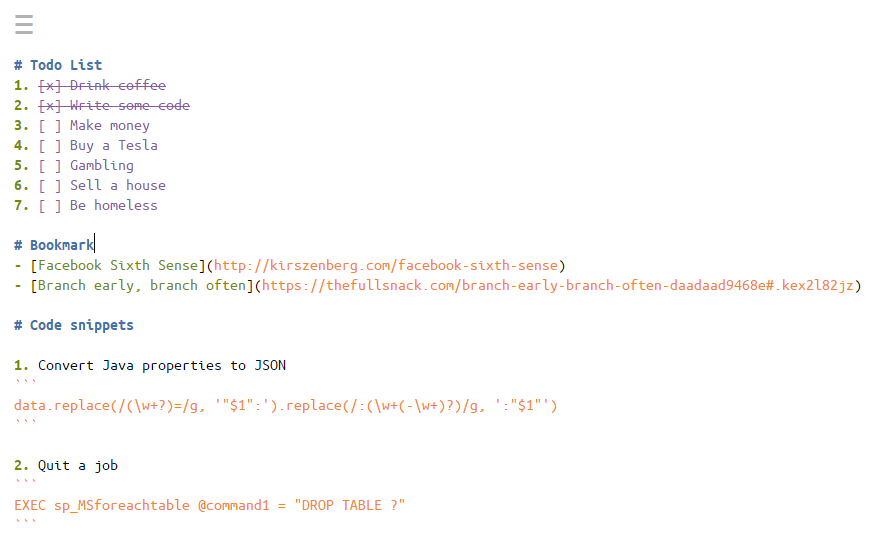 # Todo List
1. [x] Drink coffee
2. [x] Write some code
3. [ ] Make money
4. [ ] Buy a Tesla
5. [ ] Gambling
6. [ ] Sell a house
7. [ ] Be homeless
# Bookmark
- [Facebook Sixth Sense](http://kirszenberg.com/facebook-sixth-sense)
- [Branch early, branch often](https://thefullsnack.com/branch-early-branch-often-daadaad9468e#.kex2l82jz)
# Code snippets
1. Convert Java properties to JSON
```
data.replace(/(\w+?)=/g, '"$1":').replace(/:(\w+(-\w+)?)/g, ':"$1"')
```
2. Quit a job
```
EXEC sp_MSforeachtable @command1 = "DROP TABLE ?"
```